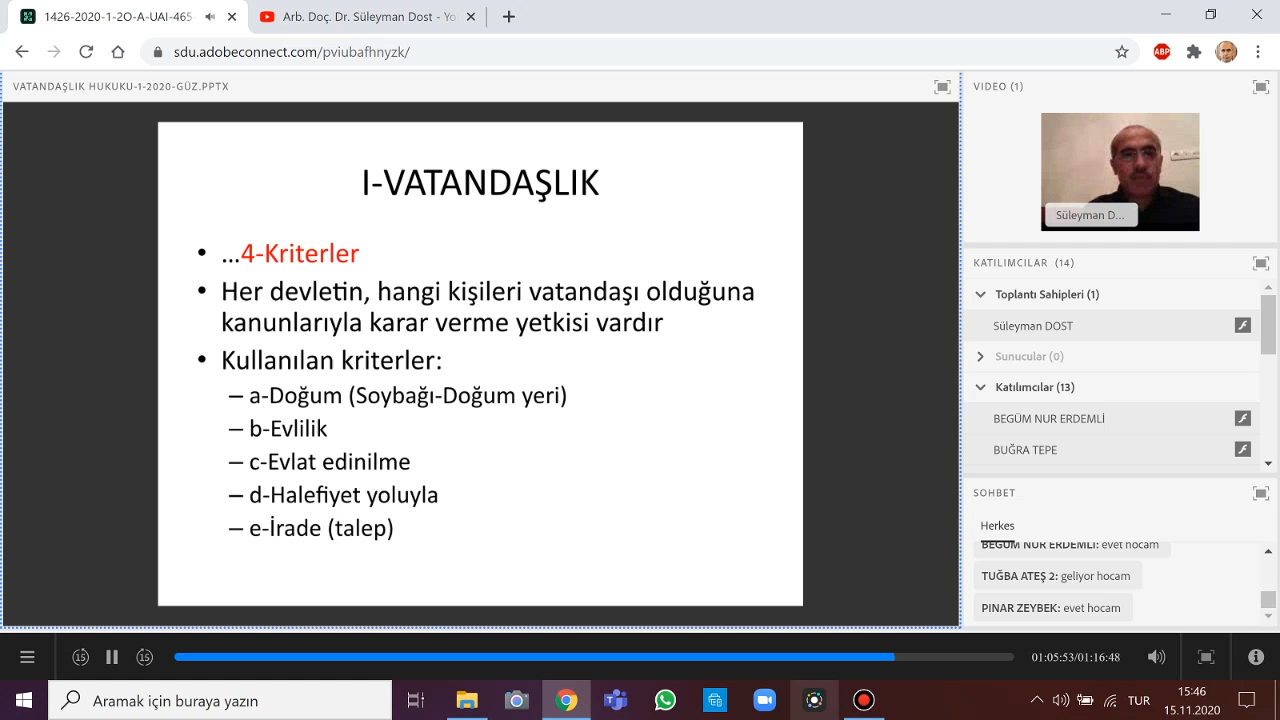 1426-2020-1-2O-A-UAI-465
Arb. Doç. Dr. Süleyman Dost - Yo
sdu.adobeconnect.com/pviubafhnyzk/
ABP
VATANDAŞLIK HUKUKU-1-2020-GÜZ.PPTX
I-VATANDAŞLIK
• ...4-Kriterler
• Her devletin, hangi kişileri vatandaşı olduğuna
kanunlarıyla karar verme yetkisi vardır
• Kullanılan kriterler:
– a-Doğum (Soybağı-Doğum yeri)
– b-Evlilik
– c-Evlat edinilme
– d-Halefiyet yoluyla
– e-İrade (talep)
VIDEO (1)
Süleyman D...
KATILIMCILAR (14)
Toplantı Sahipleri (1)
Süleyman DOST
Sunucular (0)
Katılımcılar (13)
BEGÜM NUR ERDEMLİ
BUĞRA TEPE
SOHBET
Herkes
BEGÜM NUR ERDEMLİ: evet hocam
TUĞBA ATEŞ 2: geliyor hocam
PINAR ZEYBEK: evet hocam
15
15
01:05:53/01:16:48
Aramak için buraya yazın
TUR
15:46
15.11.2020